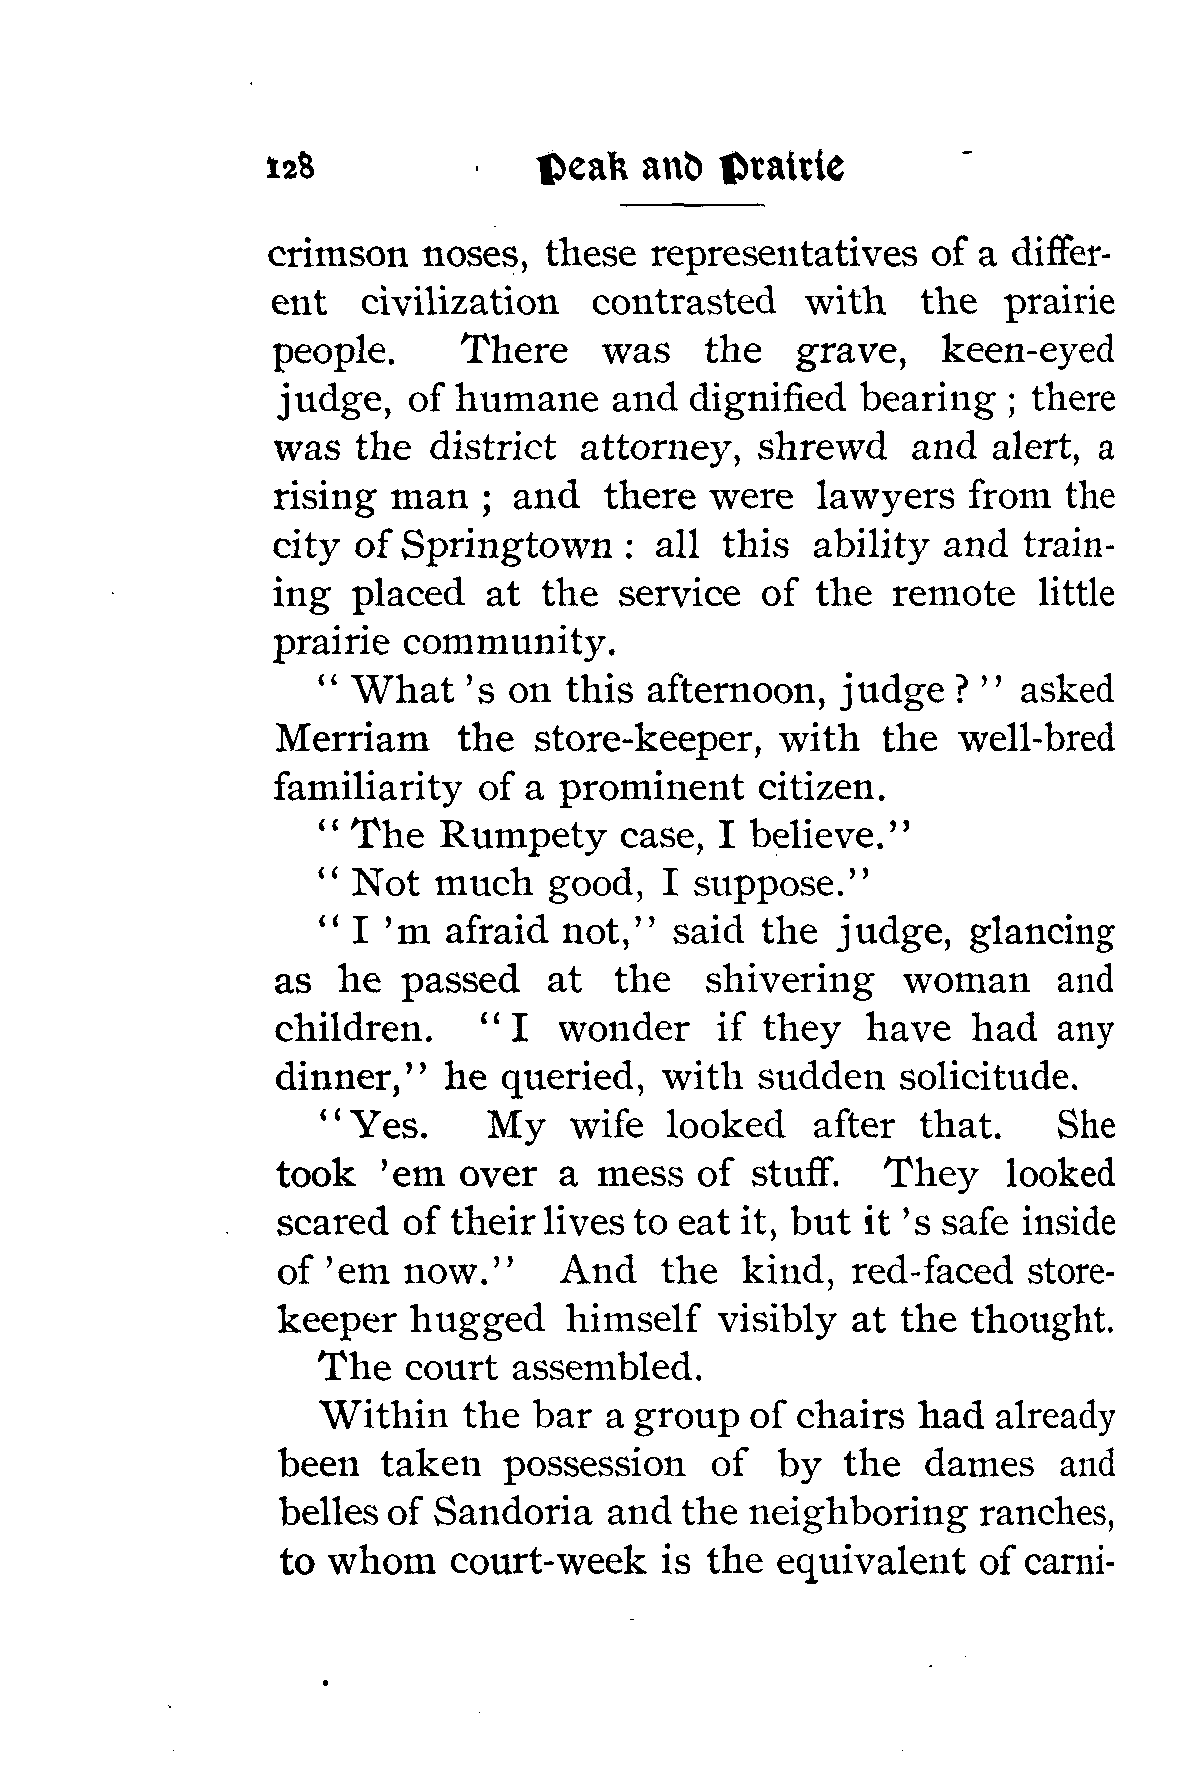 128 Peak and Prairie
crimson noses, these representatives of a differ-
ent civilization contrasted with the prairie
people. There was the grave, keen-eyed
judge, of humane and dignified bearing ; there
was the district attorney, shrewd and alert, a
rising man ; and there were lawyers from the
city of Springtown : all this ability and train-
ing placed at the service of the remote little
prairie community.
“ What 's on this afternoon, judge ? ” asked
Merriam the store-keeper, with the well-bred
familiarity of a prominent citizen.
“ The Rumpety case, I believe.”
“ Not much good, I suppose.”
“ I 'm afraid not,” said the judge, glancing
as he passed at the shivering woman and
children. “ I wonder if they have had any
dinner,” he queried, with sudden solicitude.
“ Yes. My wife looked after that. She
took 'em over a mess of stuff. They looked
scared of their lives to eat it, but it 's safe inside
of 'em now.” And the kind, red-faced store-
keeper hugged himself visibly at the thought.
The court assembled.
Within the bar a group of chairs had already
been taken possession of by the dames and
belles of Sandoria and the neighboring ranches,
to whom court-week is the equivalent of carni-